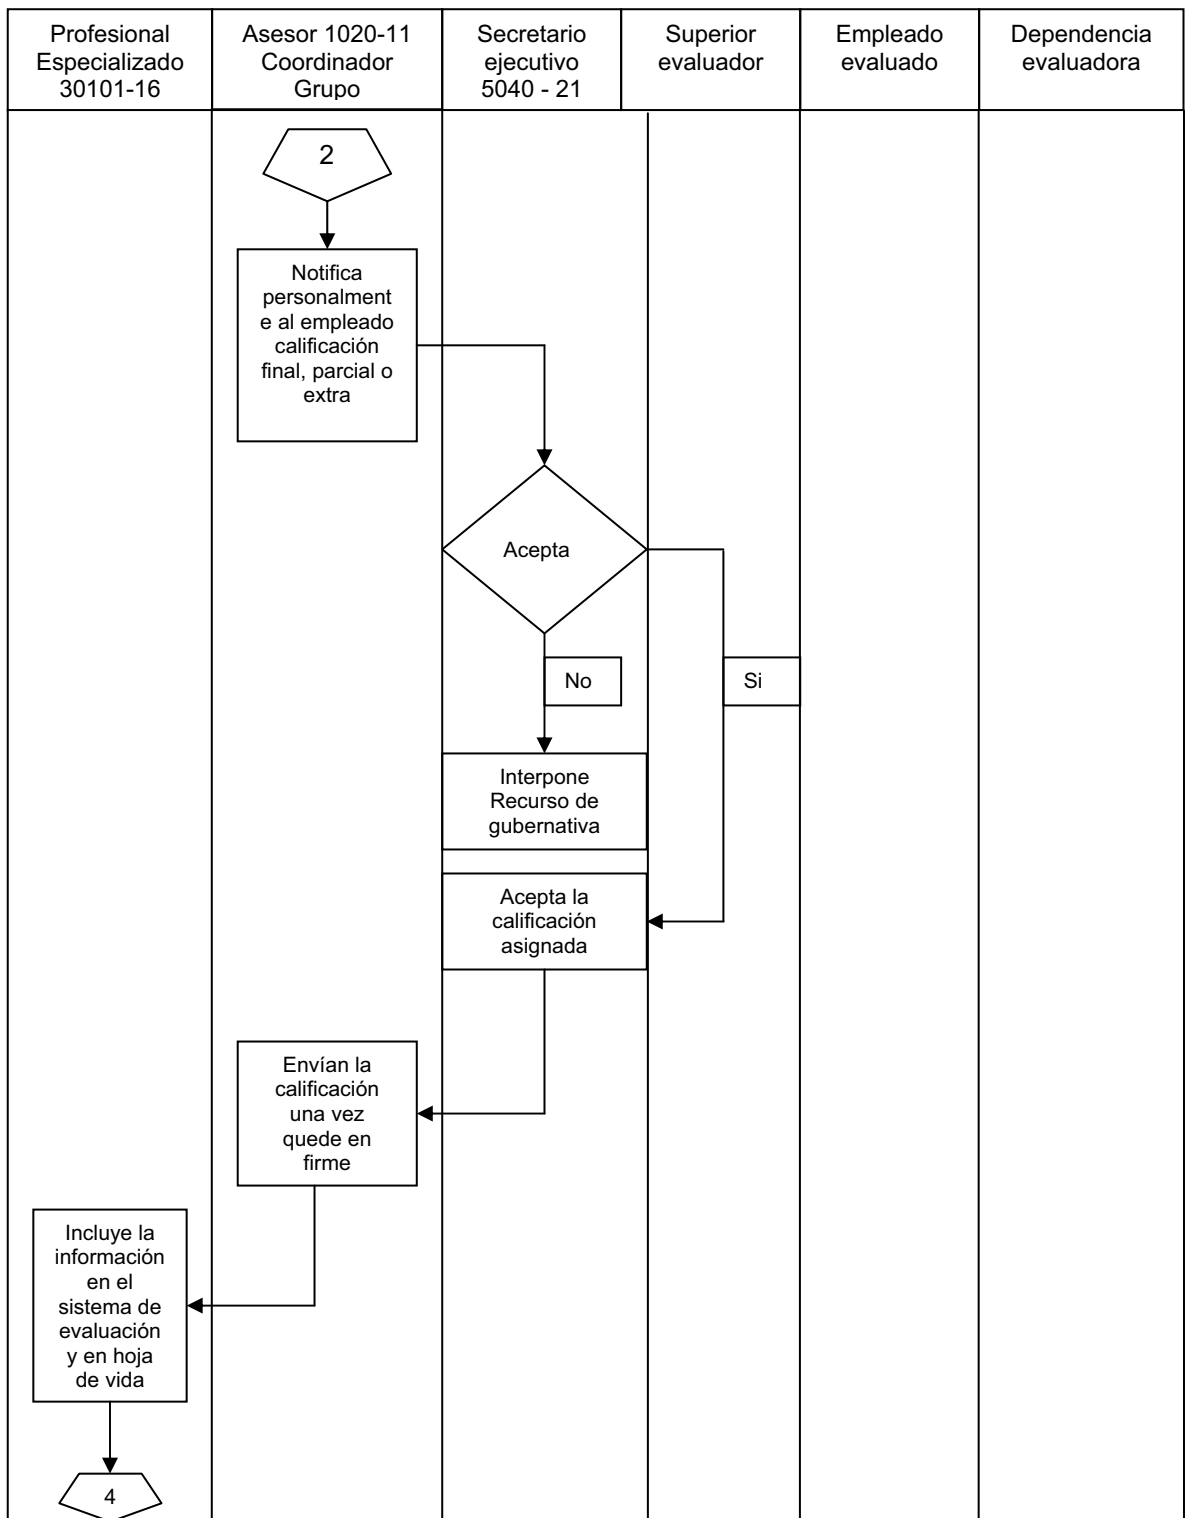 Profesional
Especializado
30101-16
Asesor 1020-11
Coordinador
Grupo
Secretario
ejecutivo
5040 - 21
Superior
evaluador
Empleado
evaluado
Dependencia
evaluadora
2
Notifica
personalment
e al empleado
calificación
final, parcial o
extra
Acepta
No
Si
Interpone
Recurso de
gubernativa
Acepta la
calificación
asignada
Envían la
calificación
una vez
quede en
firme
Incluye la
información
en el
sistema de
evaluación
y en hoja
de vida
4